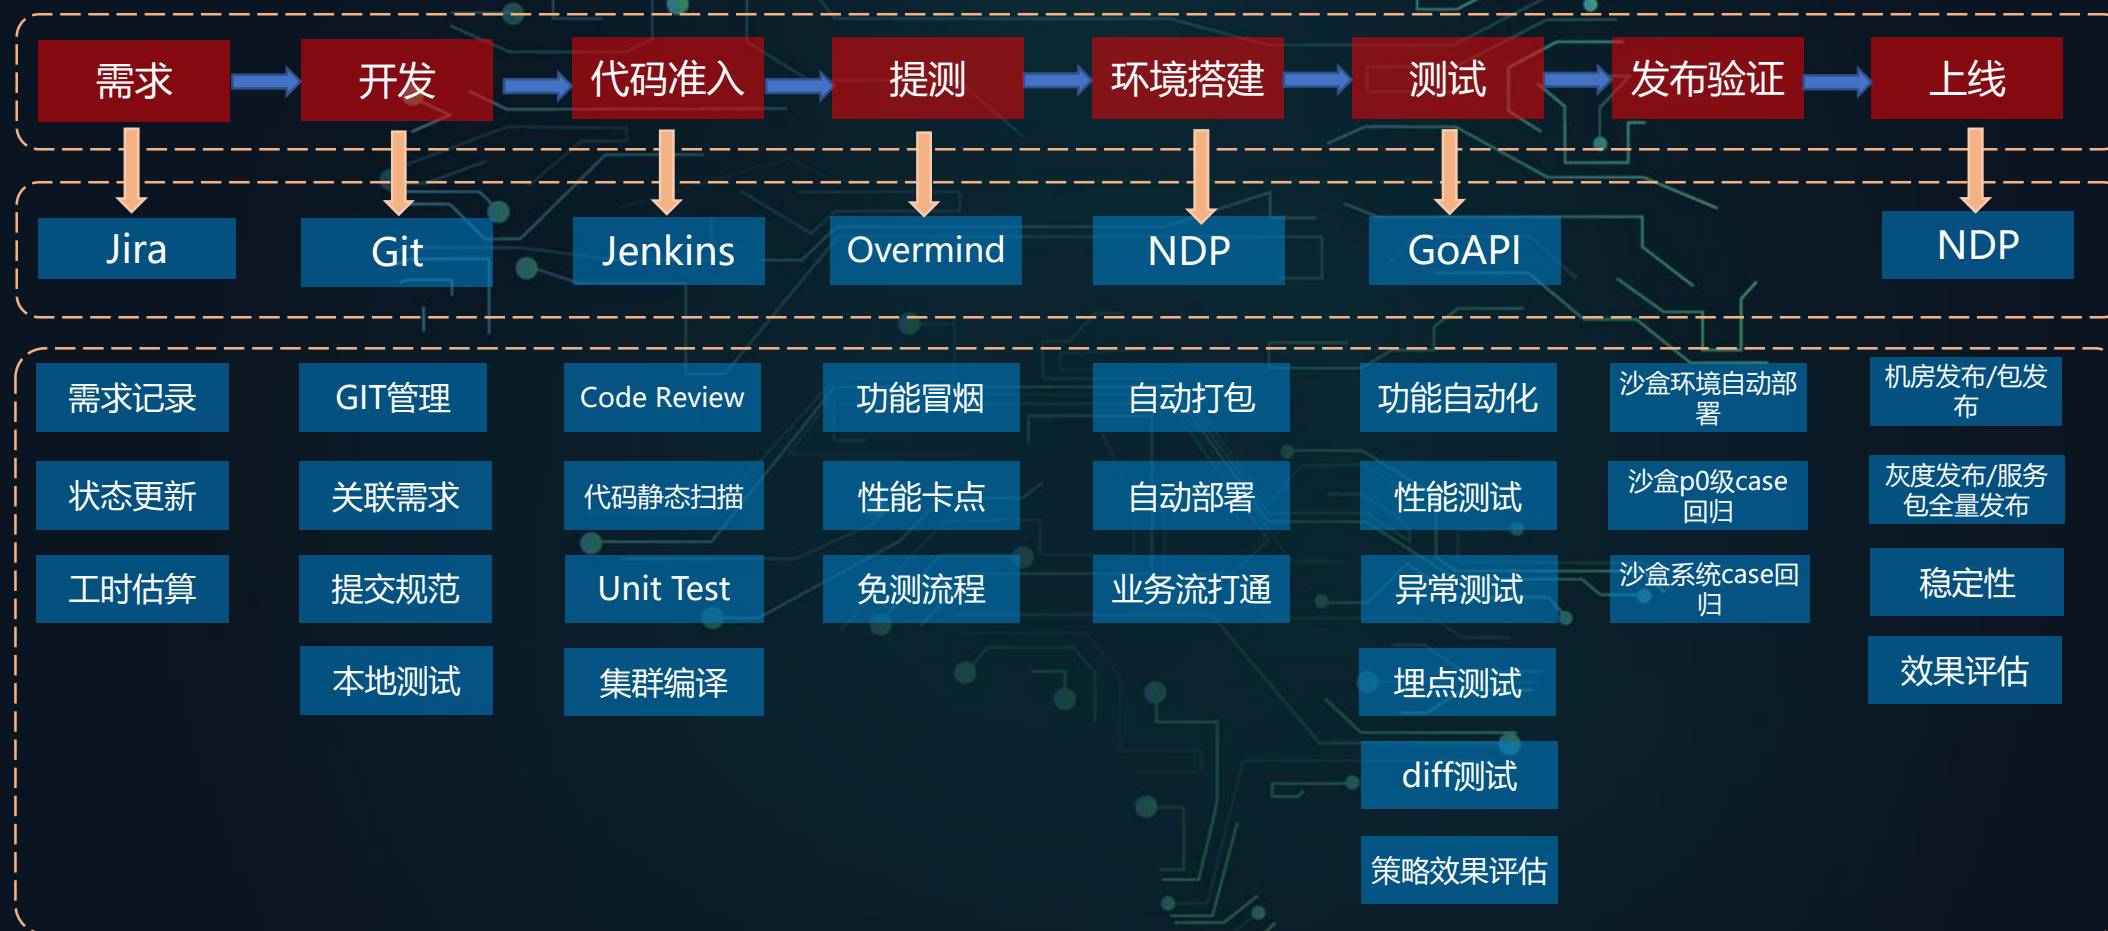 需求
开发
代码准入
提测
环境搭建
测试
发布验证
上线
Jira
Git
Jenkins
Overmind
NDP
GoAPI
NDP
需求记录
GIT管理
Code Review
功能冒烟
自动打包
功能自动化
沙盒环境自动部
署
机房发布/包发
布
状态更新
关联需求
代码静态扫描
性能卡点
自动部署
性能测试
沙盒p0级case
回归
灰度发布/服务
包全量发布
工时估算
提交规范
Unit Test
免测流程
业务流打通
异常测试
沙盒系统case回
归
稳定性
本地测试
集群编译
埋点测试
效果评估
diff测试
策略效果评估